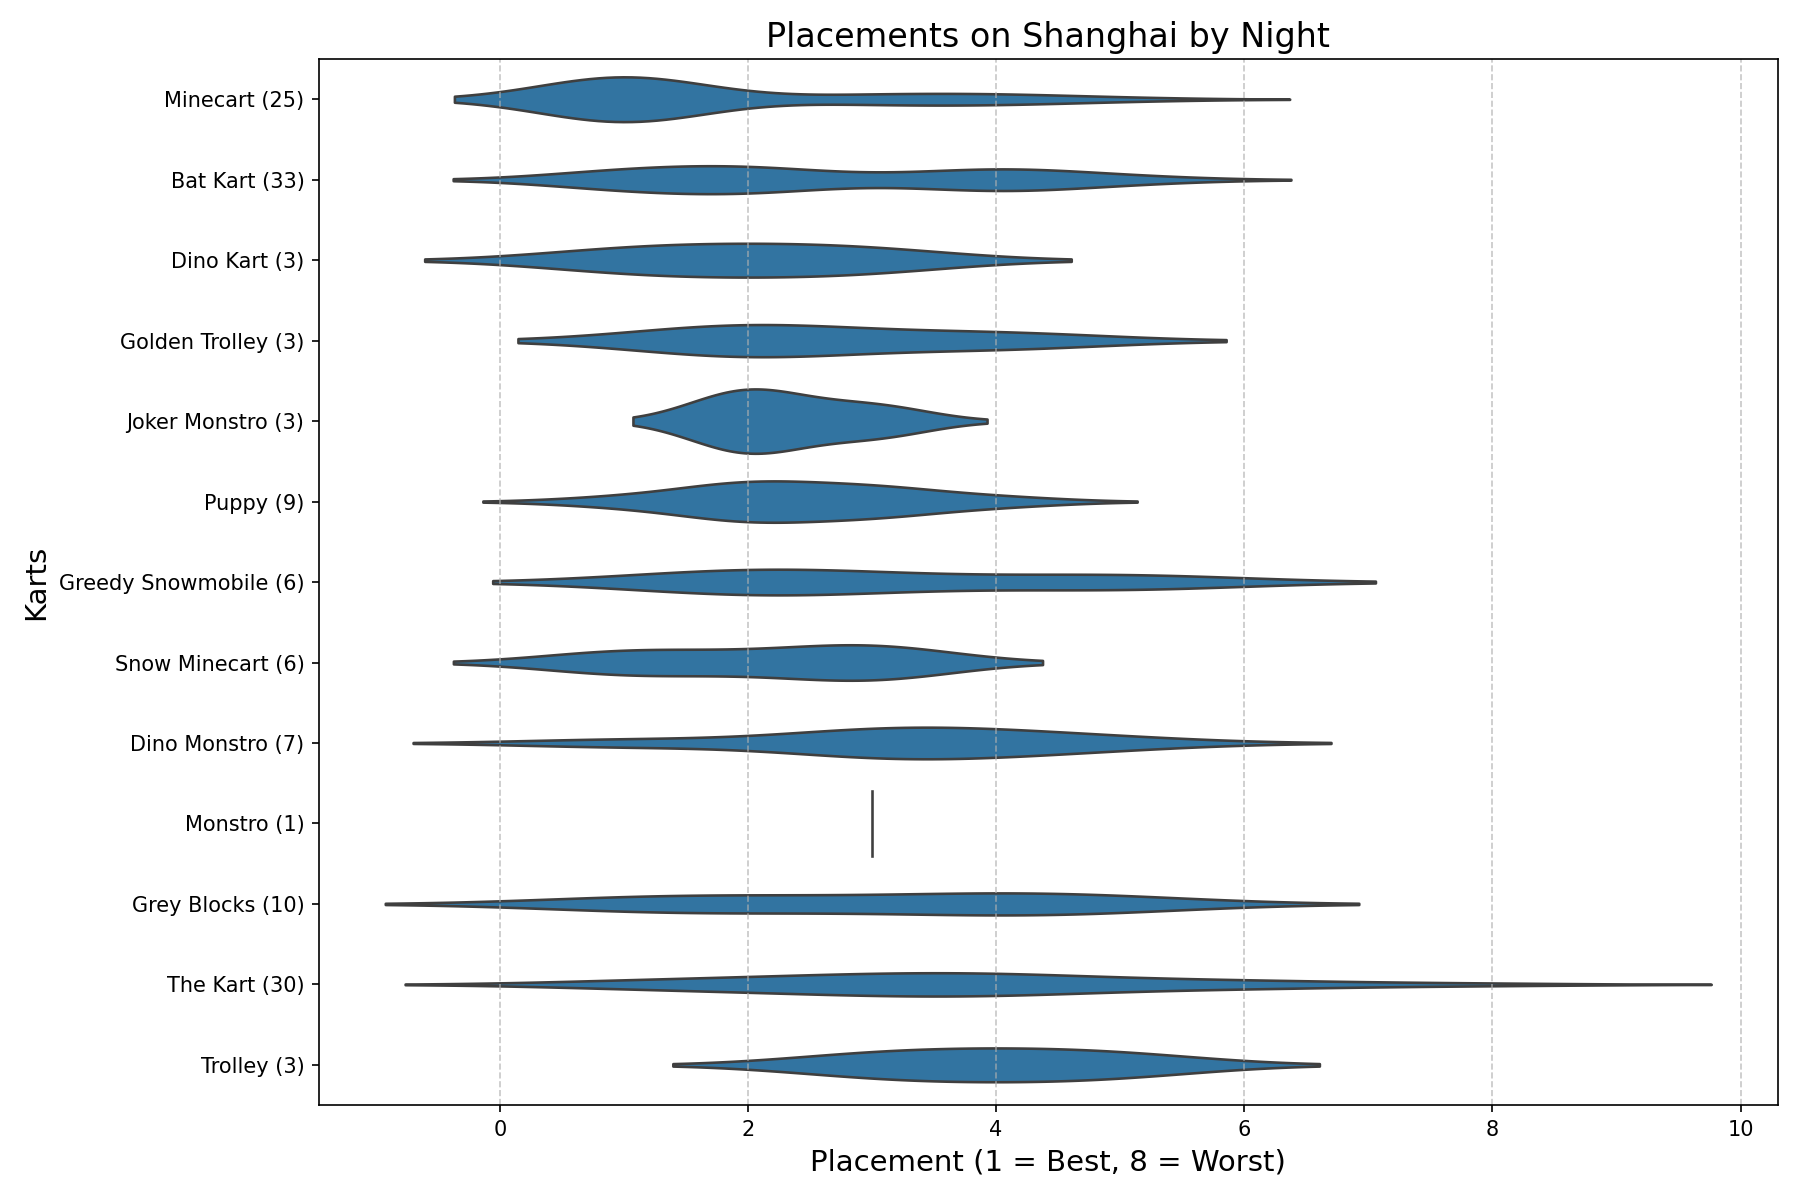 Placements on Shanghai by Night
Karts
Minecart (25)
Bat Kart (33)
Dino Kart (3)
Golden Trolley (3)
Joker Monstro (3)
Puppy (9)
Greedy Snowmobile (6)
Snow Minecart (6)
Dino Monstro (7)
Monstro (1)
Grey Blocks (10)
The Kart (30)
Trolley (3)
0 2 4 6 8 10
Placement (1 = Best, 8 = Worst)